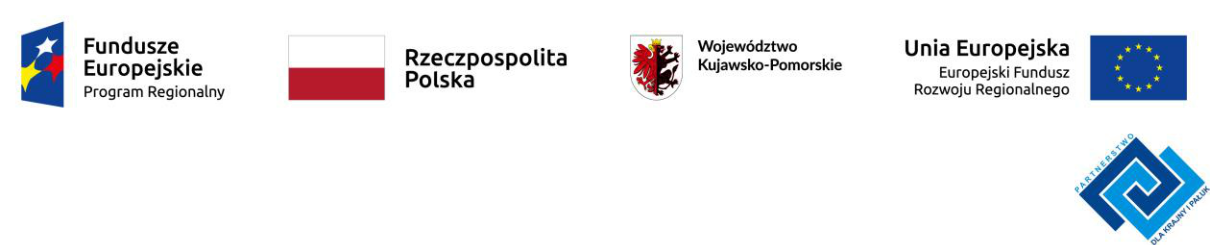 Fundusze
Europejskie
Program Regionalny
Rzeczpospolita
Polska
Województwo
Kujawsko-Pomorskie
Unia Europejska
Europejski Fundusz
Rozwoju Regionalnego
PARTNERSTWO
DLA KRAJNY I PAŁUK